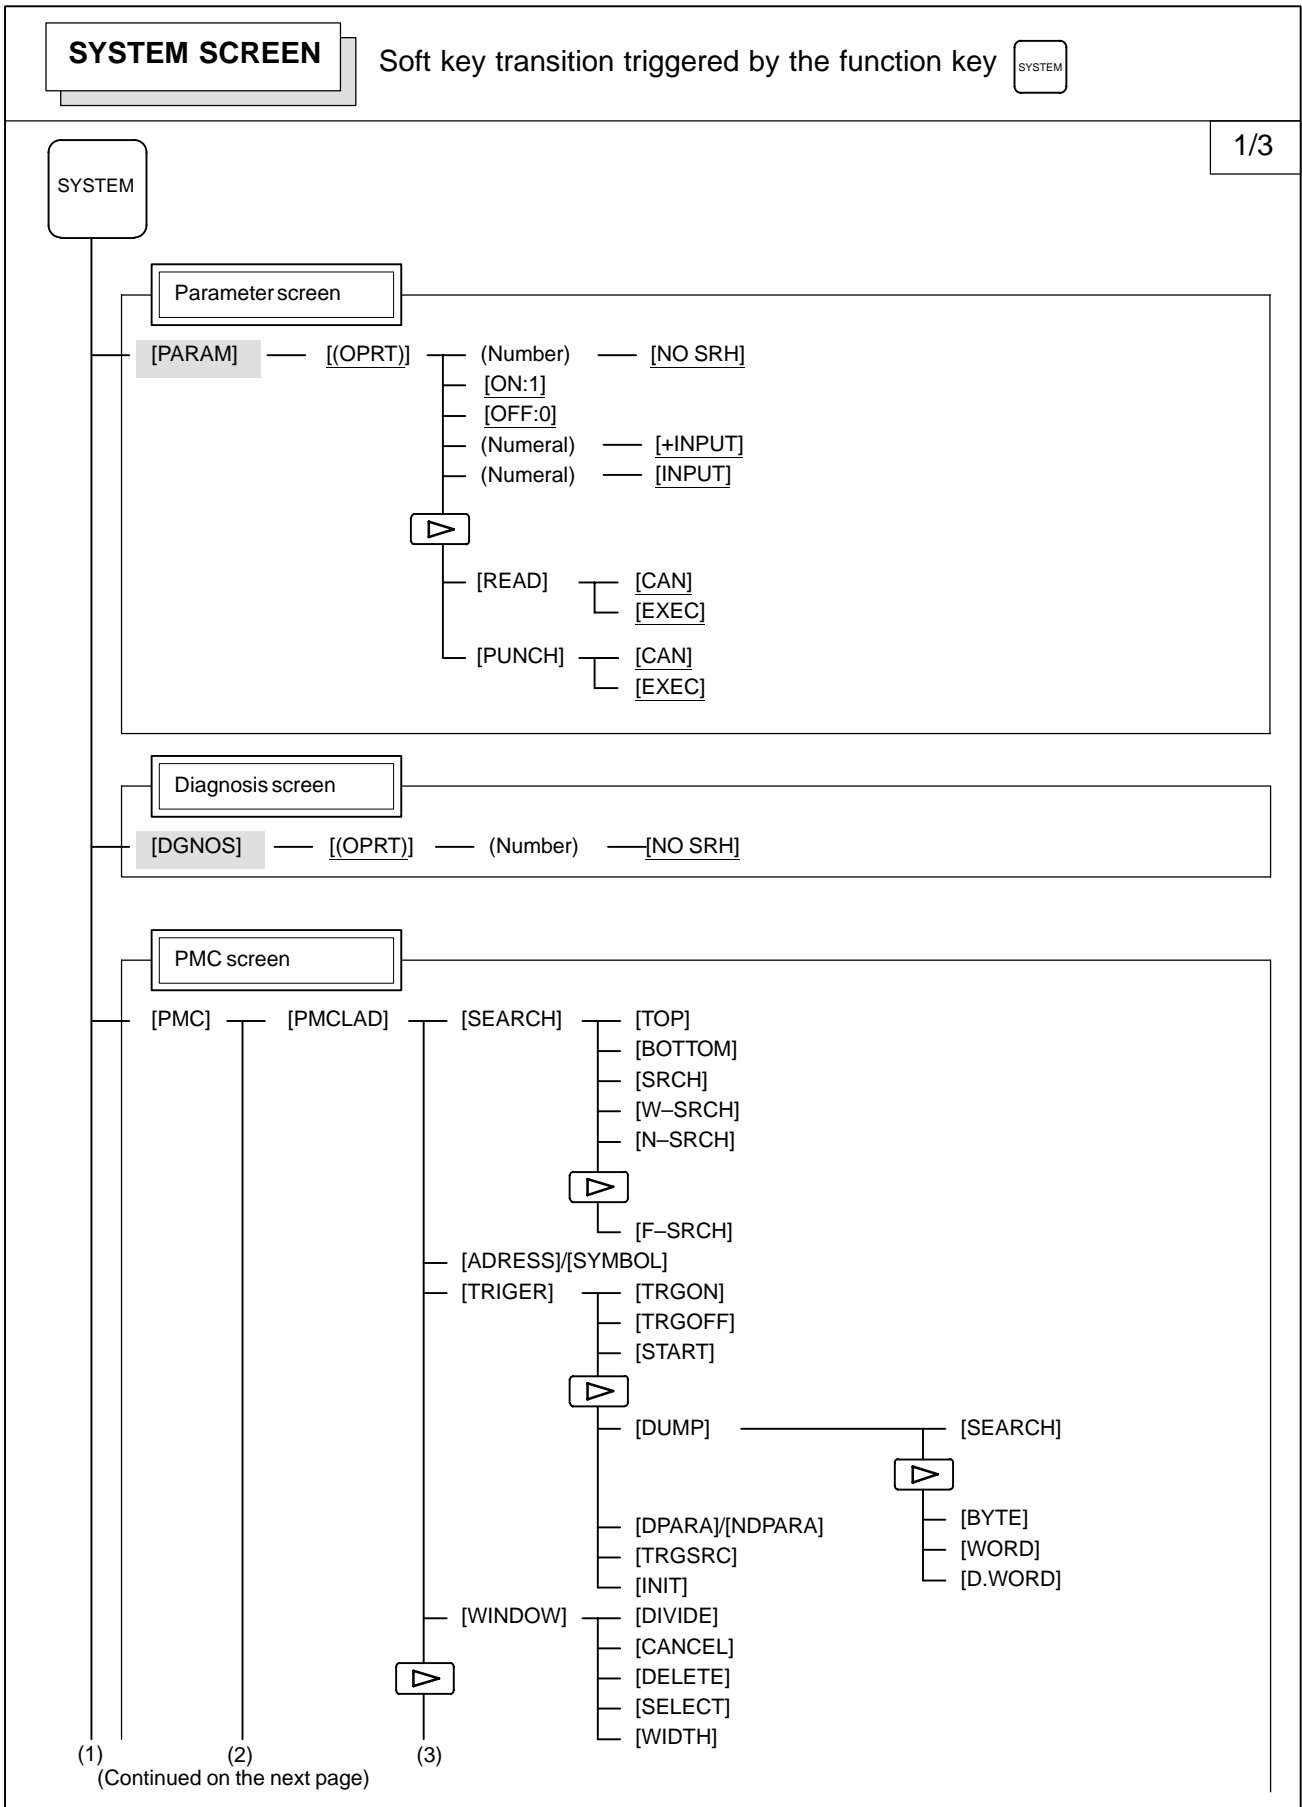 SYSTEM SCREEN
Soft key transition triggered by the function key SYSTEM
1/3
SYSTEM
Parameter screen
[PARAM] [(OPRT)] (Number) [NO SRH]
[ON:1]
[OFF:0]
(Numeral) [+INPUT]
(Numeral) [INPUT]
[READ] [CAN]
[EXEC]
[PUNCH] [CAN]
[EXEC]
Diagnosis screen
[DGNOS] [(OPRT)] (Number) [NO SRH]
PMC screen
[PMC] [PMCLAD] [SEARCH] [TOP]
[BOTTOM]
[SRCH]
[W–SRCH]
[N–SRCH]
[F–SRCH]
[ADRESS]/[SYMBOL]
[TRIGER] [TRGON]
[TRGOFF]
[START]
[DUMP] [SEARCH]
[BYTE]
[DPARA]/[NDPARA]
[WORD]
[TRGSRC]
[D.WORD]
[INIT]
[WINDOW] [DIVIDE]
[CANCEL]
[DELETE]
[SELECT]
[WIDTH]
(1) (2) (3)
(Continued on the next page)